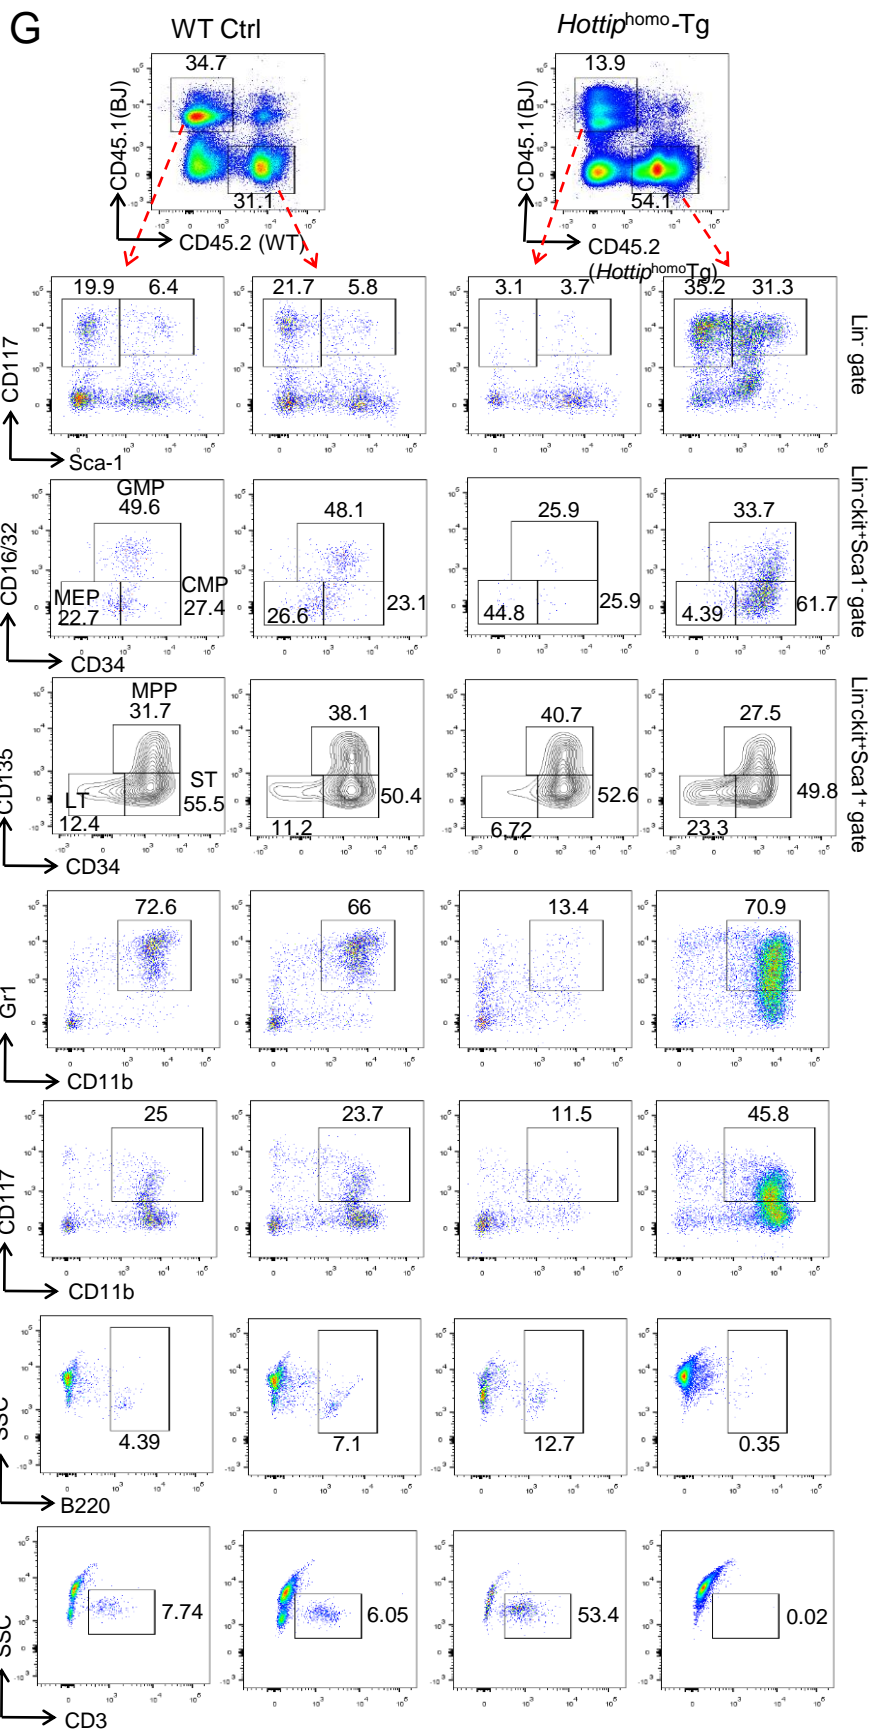 G
WT Ctrl
Hottip^homo-Tg
34.7
13.9
CD45.1(BJ)
CD45.1(BJ)
31.1
54.1
CD45.2 (WT)
CD45.2
(Hottip^homoTg)
19.9 6.4
21.7 5.8
3.1 3.7
35.2 31.3
CD117
Sca-1
Lin⁻ gate
GMP
49.6
48.1
25.9
33.7
MEP
22.7
CMP
27.4
26.6
23.1
44.8
25.9
4.39
61.7
CD16/32
CD34
Lin⁻ckit⁺Sca1⁻gate
MPP
31.7
38.1
40.7
27.5
LT
12.4
ST
55.5
11.2
50.4
6.72
52.6
23.3
49.8
CD135
CD34
Lin⁻ckit⁺Sca1⁺ gate
72.6
66
13.4
70.9
Gr1
CD11b
25
23.7
11.5
45.8
CD117
CD11b
4.39
7.1
12.7
0.35
SSC
B220
7.74
6.05
53.4
0.02
SSC
CD3